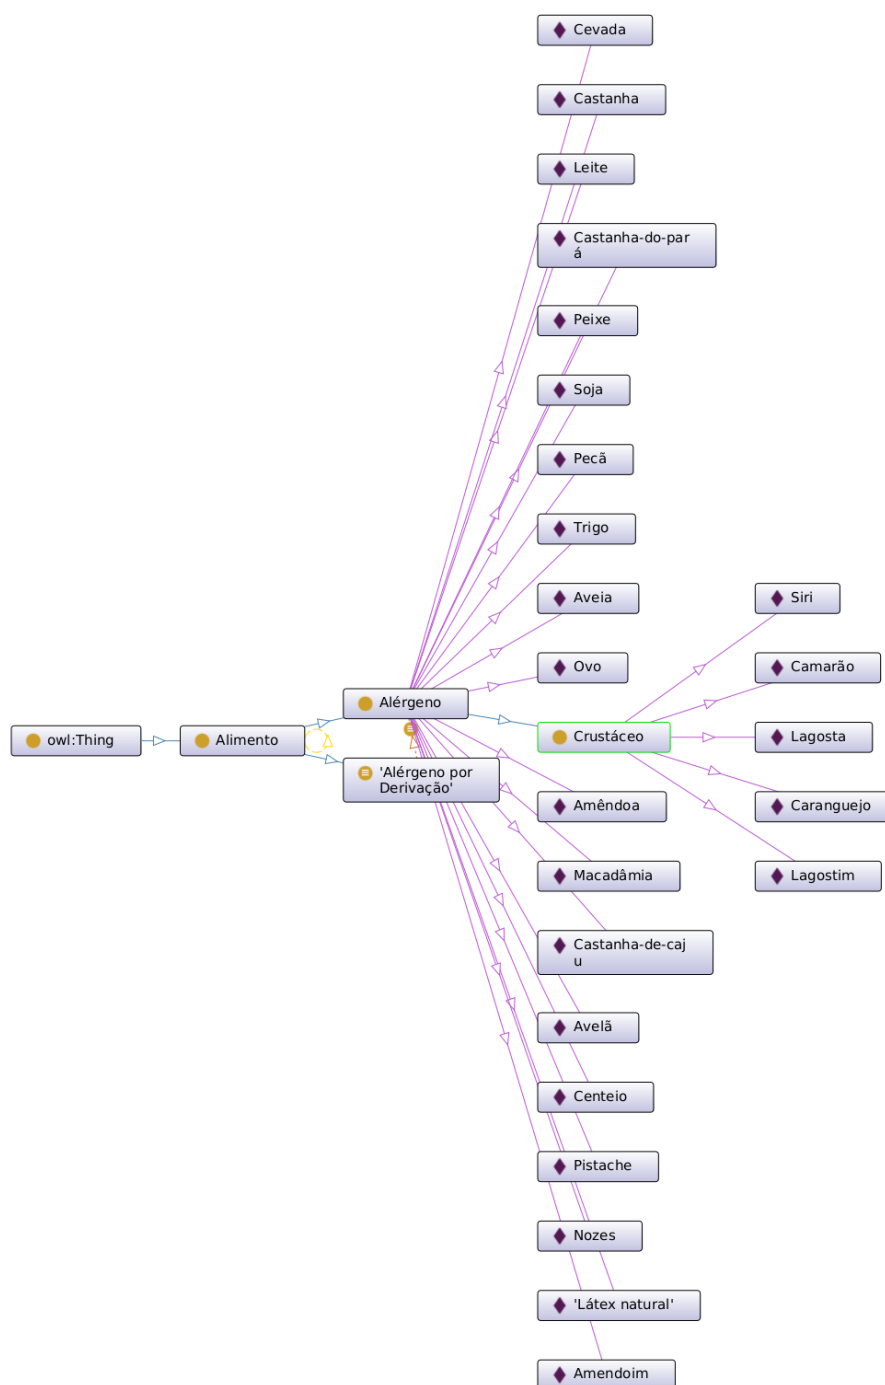 Cevada
Castanha
Leite
Castanha-do-par
á
Peixe
Soja
Pecã
Trigo
Aveia
Siri
Ovo
Camarão
Alérgeno
owl:Thing
Alimento
Crustáceo
Lagosta
'Alérgeno por
Derivação'
Amêndoa
Caranguejo
Macadâmia
Lagostim
Castanha-de-caj
u
Avelã
Centeio
Pistache
Nozes
'Látex natural'
Amendoim